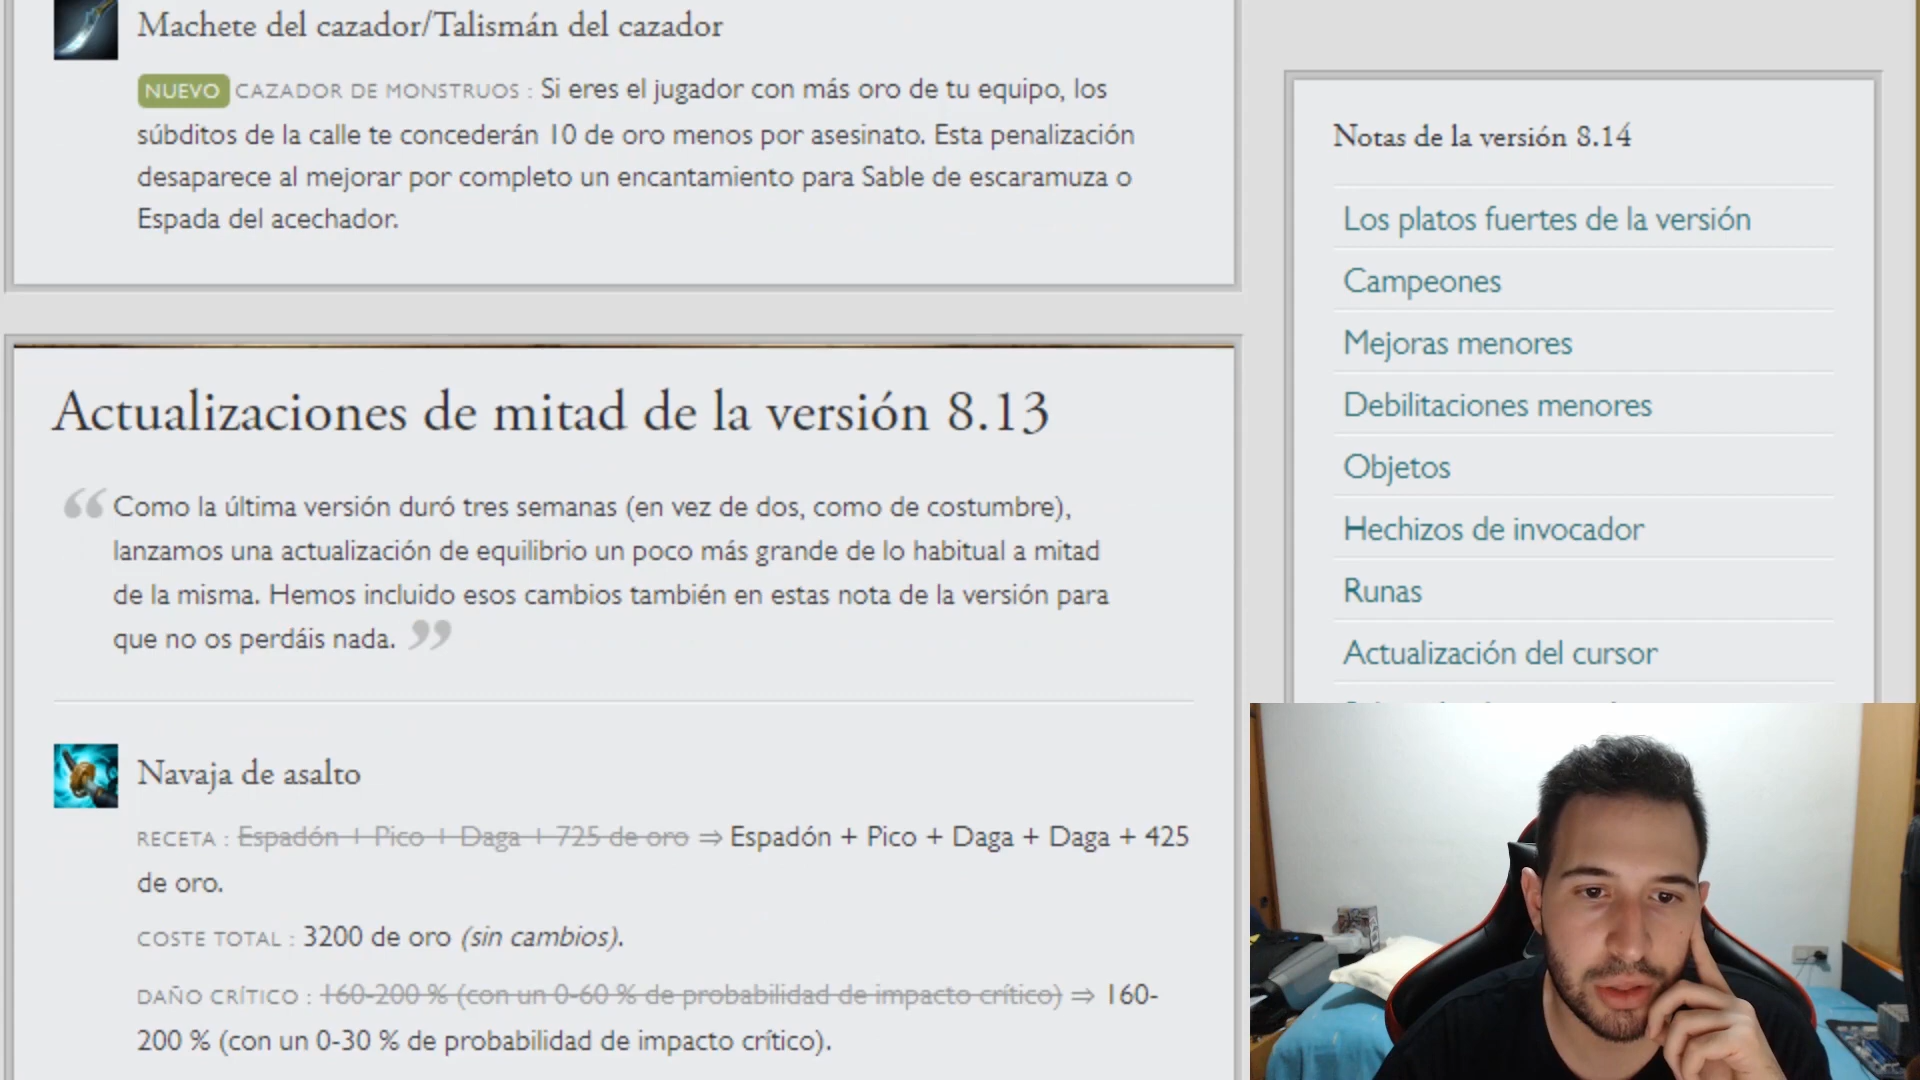 Machete del cazador/Talismán del cazador
NUEVO CAZADOR DE MONSTRUOS : Si eres el jugador con más oro de tu equipo, los
súbditos de la calle te concederán 10 de oro menos por asesinato. Esta penalización
desaparece al mejorar por completo un encantamiento para Sable de escaramuza o
Espada del acechador.
Actualizaciones de mitad de la versión 8.13
“ Como la última versión duró tres semanas (en vez de dos, como de costumbre),
lanzamos una actualización de equilibrio un poco más grande de lo habitual a mitad
de la misma. Hemos incluido esos cambios también en estas nota de la versión para
que no os perdáis nada. ”
Navaja de asalto
RECETA : Espadón + Pico + Daga + 725 de oro ⇒ Espadón + Pico + Daga + Daga + 425
de oro.
COSTE TOTAL : 3200 de oro (sin cambios).
DAÑO CRÍTICO : 160-200 % (con un 0-60 % de probabilidad de impacto crítico) ⇒ 160-
200 % (con un 0-30 % de probabilidad de impacto crítico).
Notas de la versión 8.14
Los platos fuertes de la versión
Campeones
Mejoras menores
Debilitaciones menores
Objetos
Hechizos de invocador
Runas
Actualización del cursor